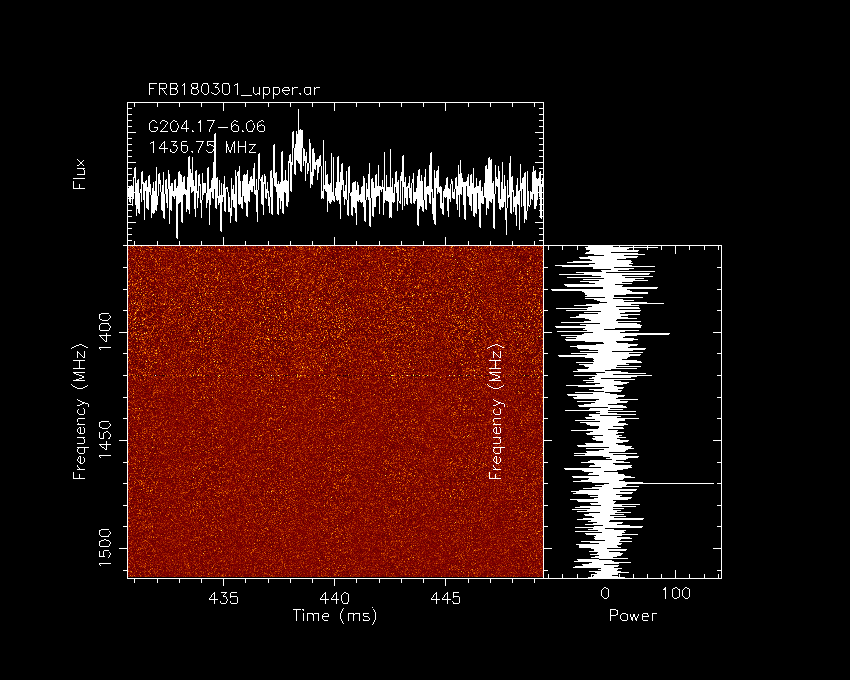 FRB180301_upper.ar
G204.17-6.06
1436.75 MHz
Flux
Frequency (MHz)
1400
1450
1500
Frequency (MHz)
435
440
445
Time (ms)
0
100
Power